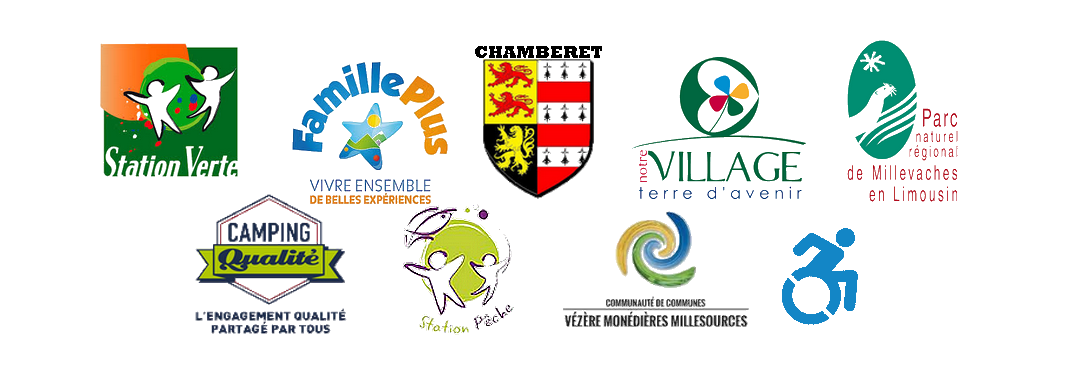 Station Verte
FamillePlus
VIVRE ENSEMBLE
DE BELLES EXPÉRIENCES
CHAMBERET
notre
VILLAGE
terre d'avenir
Parc
naturel
régional
de Millevaches
en Limousin
CAMPING
Qualité
L'ENGAGEMENT QUALITÉ
PARTAGÉ PAR TOUS
Station Pêche
COMMUNAUTÉ DE COMMUNES
VÉZÈRE MONÉDIÈRES MILLESOURCES